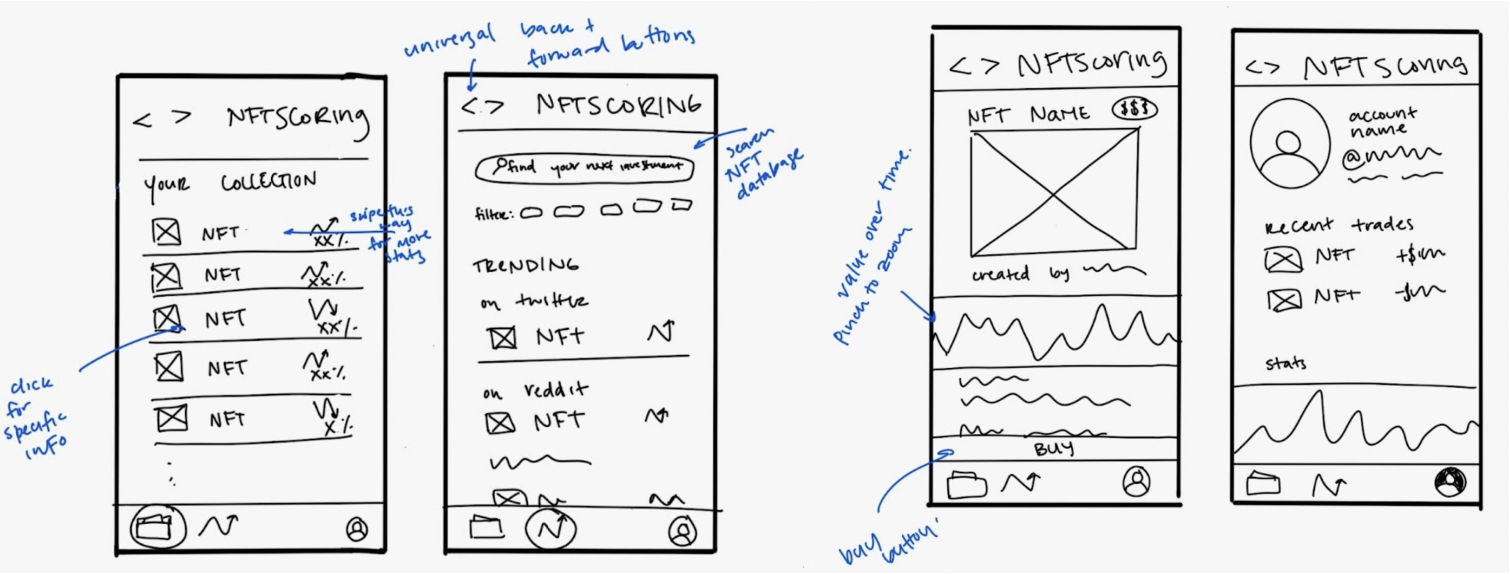 < > NFTSCORING
YOUR COLLECTION
NFT XX%
NFT XX%
NFT XX%
NFT XX%
NFT X%
swipe this
way
for more
stats
click
for
specific
info
universal back +
forward buttons
<> NFTSCORING
find your next investment
search
NFT
database
filter:
TRENDING
on twitter
NFT
on reddit
NFT
<> NFTScoring
NFT NAME $$$
created by
value over time.
Pinch to zoom
BUY
buy
button
<> NFTSCORING
account
name
@
recent trades
NFT +$
NFT -$
stats